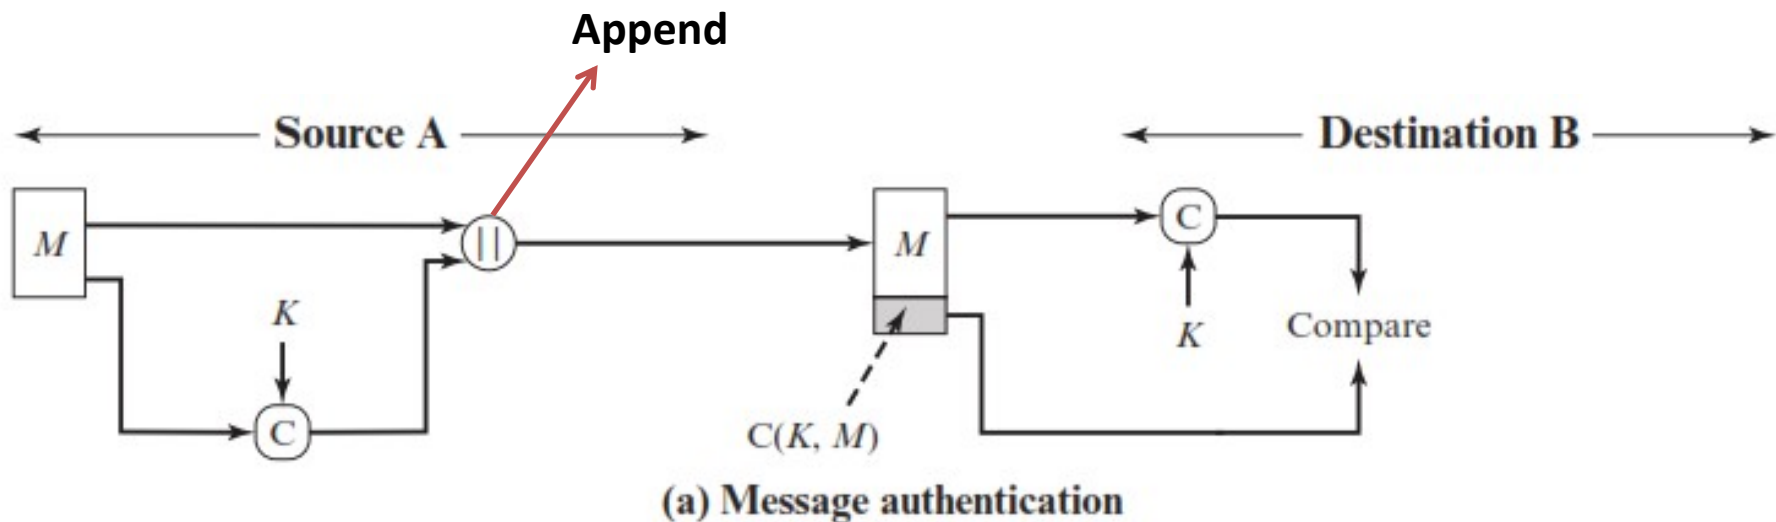 Append
Source A
Destination B
M
||
M
C
K
K
Compare
C
C(K, M)
(a) Message authentication